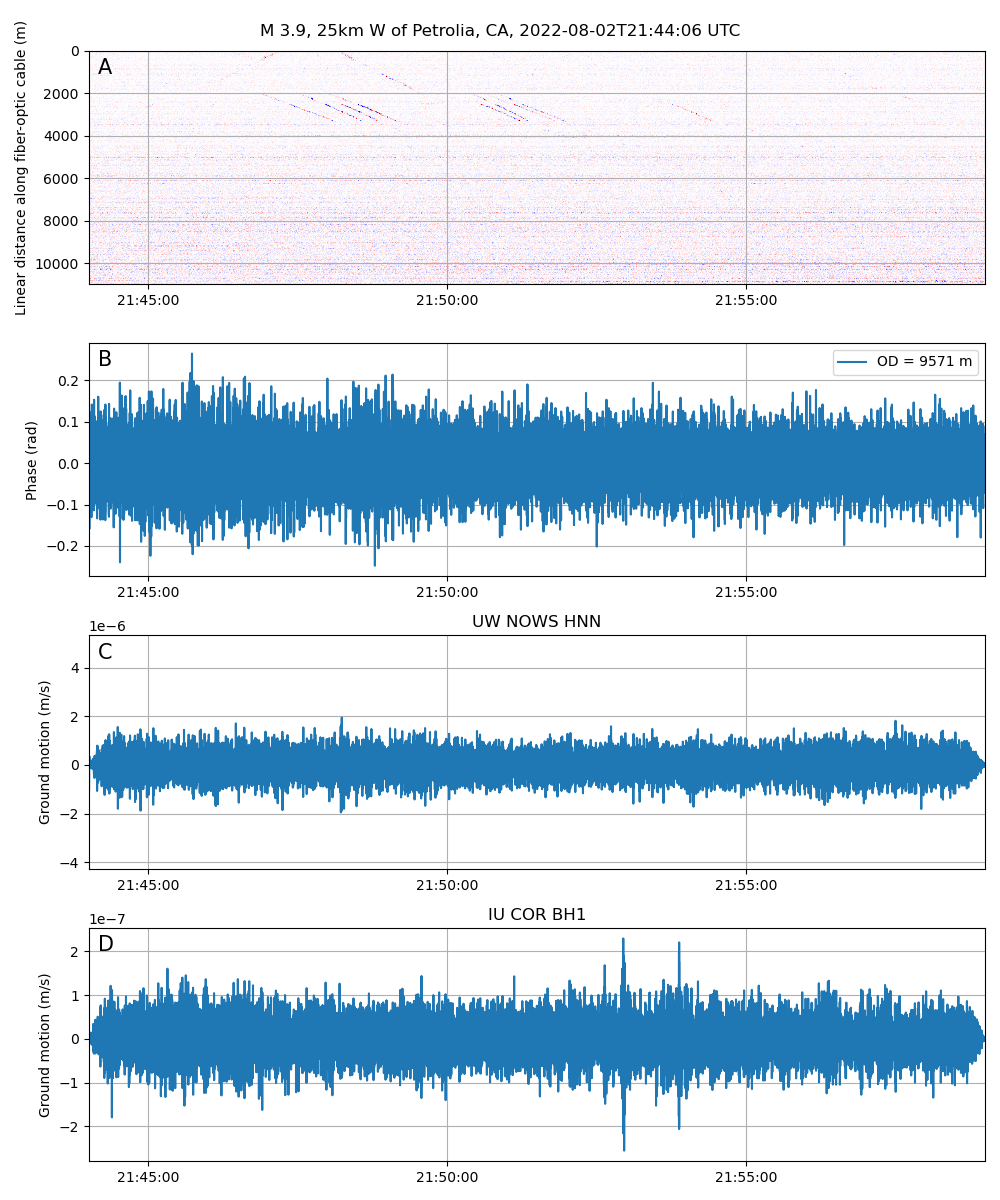 M 3.9, 25km W of Petrolia, CA, 2022-08-02T21:44:06 UTC
Linear distance along fiber-optic cable (m)
A
0
2000
4000
6000
8000
10000
21:45:00 21:50:00 21:55:00
Phase (rad)
B
OD = 9571 m
0.2
0.1
0.0
−0.1
−0.2
21:45:00 21:50:00 21:55:00
UW NOWS HNN
1e−6
Ground motion (m/s)
C
4
2
0
−2
−4
21:45:00 21:50:00 21:55:00
IU COR BH1
1e−7
Ground motion (m/s)
D
2
1
0
−1
−2
21:45:00 21:50:00 21:55:00